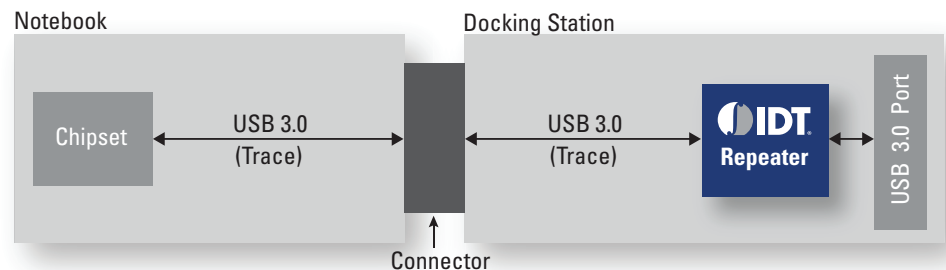 Notebook
Docking Station
Chipset
USB 3.0
(Trace)
USB 3.0
(Trace)
IDT
Repeater
USB 3.0 Port
Connector